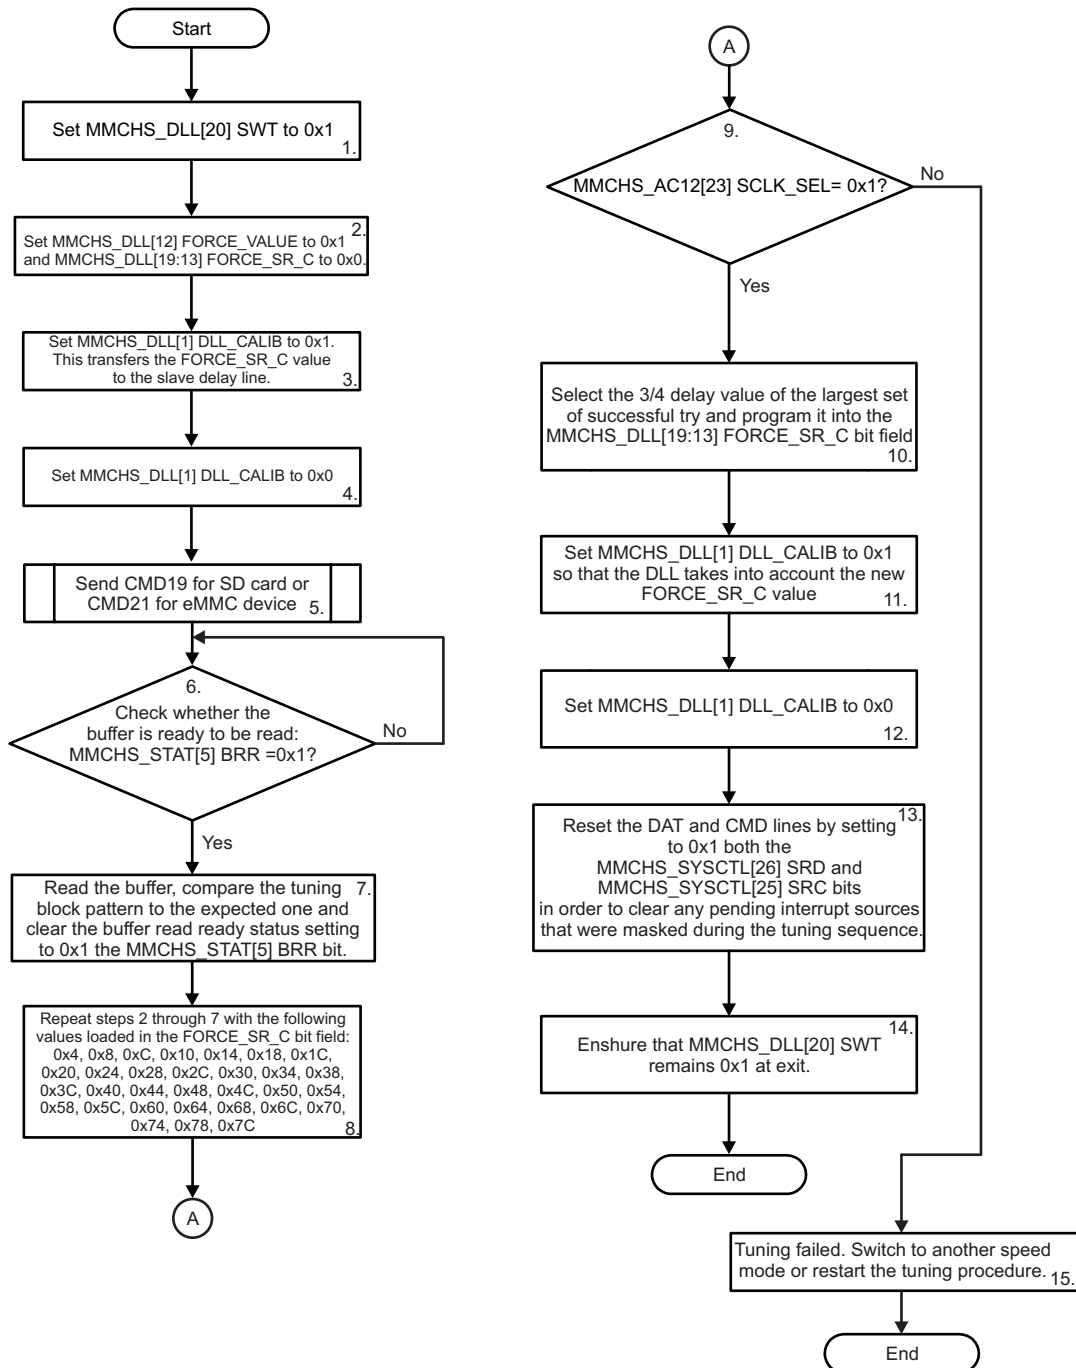 Start
Set MMCHS_DLL[20] SWT to 0x1
1.
2.
Set MMCHS_DLL[12] FORCE_VALUE to 0x1
and MMCHS_DLL[19:13] FORCE_SR_C to 0x0.
Set MMCHS_DLL[1] DLL_CALIB to 0x1.
This transfers the FORCE_SR_C value
to the slave delay line.
3.
Set MMCHS_DLL[1] DLL_CALIB to 0x0
4.
Send CMD19 for SD card or
CMD21 for eMMC device
5.
6.
Check whether the
buffer is ready to be read:
MMCHS_STAT[5] BRR =0x1?
No
Yes
Read the buffer, compare the tuning
7.
block pattern to the expected one and
clear the buffer read ready status setting
to 0x1 the MMCHS_STAT[5] BRR bit.
Repeat steps 2 through 7 with the following
values loaded in the FORCE_SR_C bit field:
0x4, 0x8, 0xC, 0x10, 0x14, 0x18, 0x1C,
0x20, 0x24, 0x28, 0x2C, 0x30, 0x34, 0x38,
0x3C, 0x40, 0x44, 0x48, 0x4C, 0x50, 0x54,
0x58, 0x5C, 0x60, 0x64, 0x68, 0x6C, 0x70,
0x74, 0x78, 0x7C
8.
A
A
9.
MMCHS_AC12[23] SCLK_SEL= 0x1?
No
Yes
Select the 3/4 delay value of the largest set
of successful try and program it into the
MMCHS_DLL[19:13] FORCE_SR_C bit field
10.
Set MMCHS_DLL[1] DLL_CALIB to 0x1
so that the DLL takes into account the new
FORCE_SR_C value
11.
Set MMCHS_DLL[1] DLL_CALIB to 0x0
12.
13.
Reset the DAT and CMD lines by setting
to 0x1 both the
MMCHS_SYSCTL[26] SRD and
MMCHS_SYSCTL[25] SRC bits
in order to clear any pending interrupt sources
that were masked during the tuning sequence.
14.
Enshure that MMCHS_DLL[20] SWT
remains 0x1 at exit.
End
Tuning failed. Switch to another speed
mode or restart the tuning procedure.
15.
End